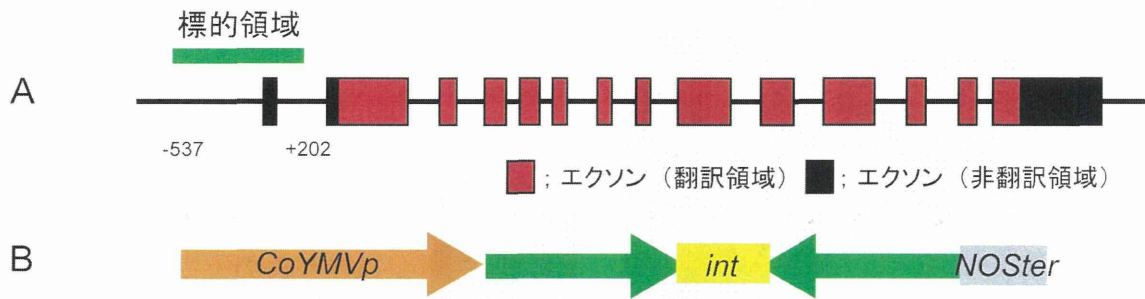 標的領域
A
-537 +202
; エクソン (翻訳領域) ; エクソン (非翻訳領域)
B CoYMVp int NOSter